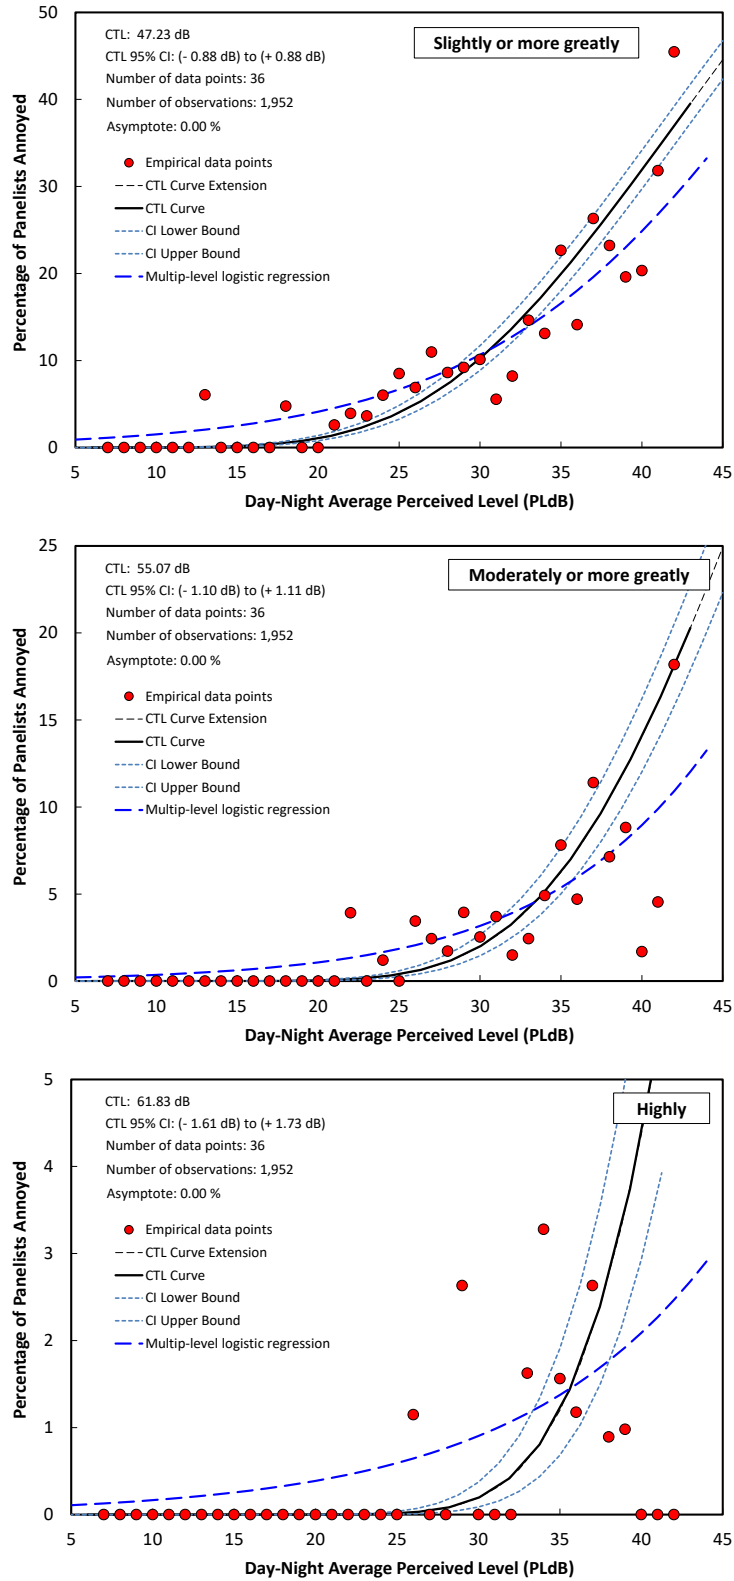 CTL: 47.23 dB
Slightly or more greatly
CTL 95% CI: (- 0.88 dB) to (+ 0.88 dB)
Number of data points: 36
Number of observations: 1,952
Asymptote: 0.00 %
Empirical data points
CTL Curve Extension
CTL Curve
CI Lower Bound
CI Upper Bound
Multip-level logistic regression
Percentage of Panelists Annoyed
50
40
30
20
10
0
5 10 15 20 25 30 35 40 45
Day-Night Average Perceived Level (PLdB)
CTL: 55.07 dB
Moderately or more greatly
CTL 95% CI: (- 1.10 dB) to (+ 1.11 dB)
Number of data points: 36
Number of observations: 1,952
Asymptote: 0.00 %
Empirical data points
CTL Curve Extension
CTL Curve
CI Lower Bound
CI Upper Bound
Multip-level logistic regression
Percentage of Panelists Annoyed
25
20
15
10
5
0
5 10 15 20 25 30 35 40 45
Day-Night Average Perceived Level (PLdB)
CTL: 61.83 dB
Highly
CTL 95% CI: (- 1.61 dB) to (+ 1.73 dB)
Number of data points: 36
Number of observations: 1,952
Asymptote: 0.00 %
Empirical data points
CTL Curve Extension
CTL Curve
CI Lower Bound
CI Upper Bound
Multip-level logistic regression
Percentage of Panelists Annoyed
5
4
3
2
1
0
5 10 15 20 25 30 35 40 45
Day-Night Average Perceived Level (PLdB)